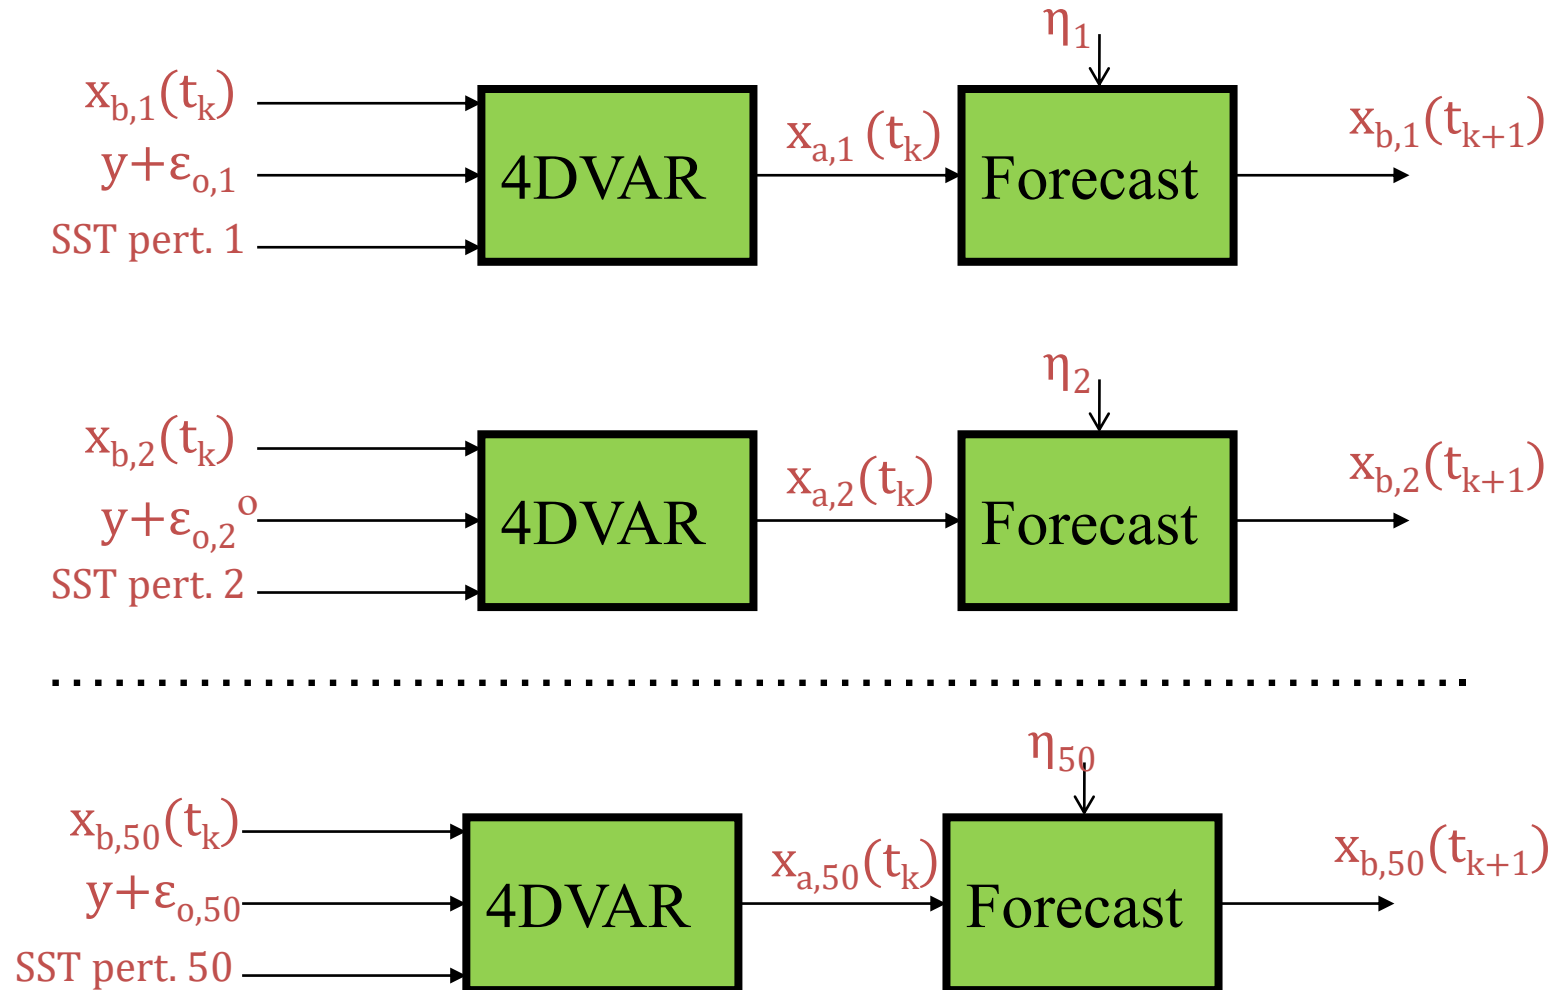 η1
xb,1(tk)
y+εo,1
SST pert. 1
4DVAR
xa,1 (tk)
Forecast
xb,1(tk+1)
η2
xb,2(tk)
y+εo,2o
SST pert. 2
4DVAR
xa,2(tk)
Forecast
xb,2(tk+1)
η50
xb,50(tk)
y+εo,50
SST pert. 50
4DVAR
xa,50(tk)
Forecast
xb,50(tk+1)